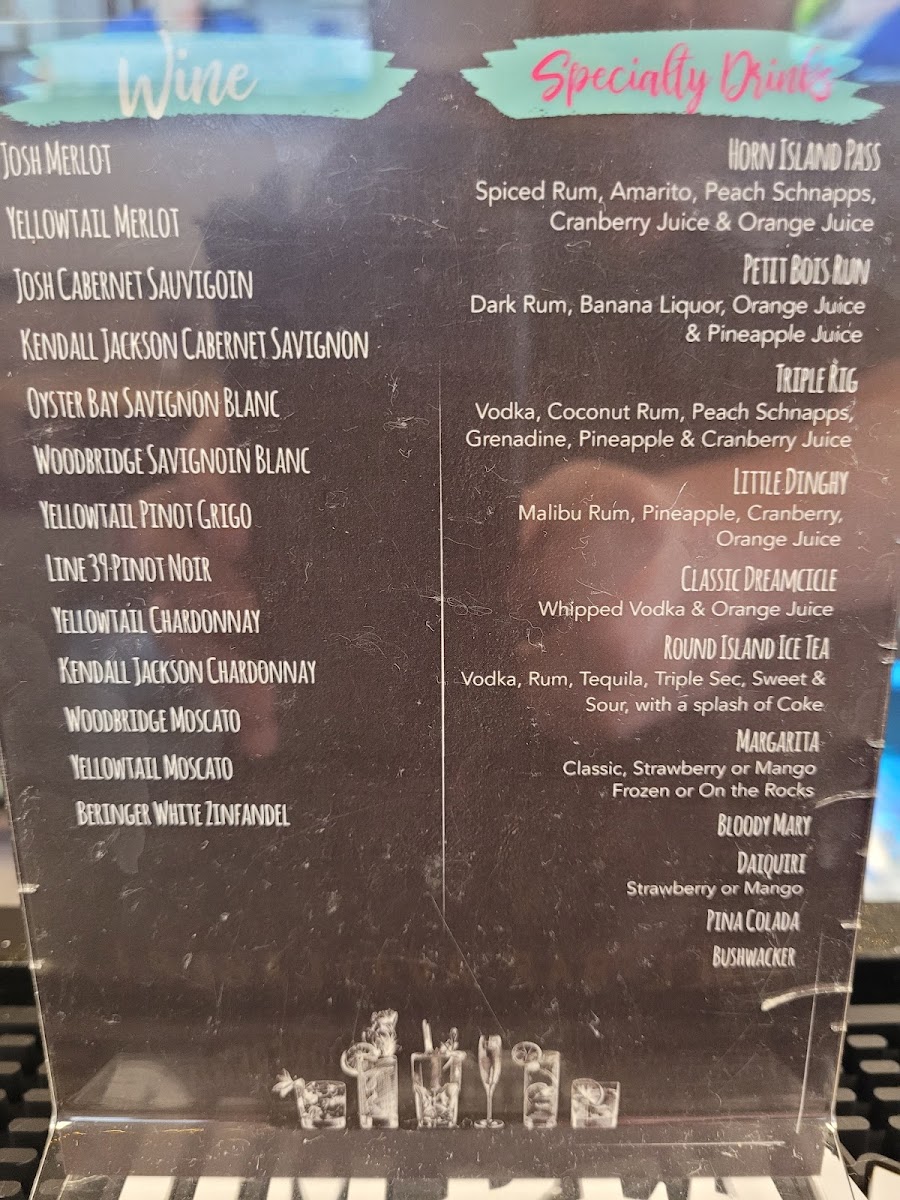 Wine
Josh Merlot
Yellowtail Merlot
Josh Cabernet Sauvigoin
Kendall Jackson Cabernet Savignon
Oyster Bay Savignon Blanc
Woodbridge Savignoin Blanc
Yellowtail Pinot Grigo
Line 39-Pinot Noir
Yellowtail Chardonnay
Kendall Jackson Chardonnay
Woodbridge Moscato
Yellowtail Moscato
Beringer White Zinfandel
Specialty Drinks
Horn Island Pass
Spiced Rum, Amarito, Peach Schnapps,
Cranberry Juice & Orange Juice
Petit Bois Run
Dark Rum, Banana Liquor, Orange Juice
& Pineapple Juice
Triple Rig
Vodka, Coconut Rum, Peach Schnapps,
Grenadine, Pineapple & Cranberry Juice
Little Dinghy
Malibu Rum, Pineapple, Cranberry,
Orange Juice
Classic Dreamcicle
Whipped Vodka & Orange Juice
Round Island Ice Tea
Vodka, Rum, Tequila, Triple Sec, Sweet &
Sour, with a splash of Coke
Margarita
Classic, Strawberry or Mango
Frozen or On the Rocks
Bloody Mary
Daiquiri
Strawberry or Mango
Pina Colada
Bushwacker